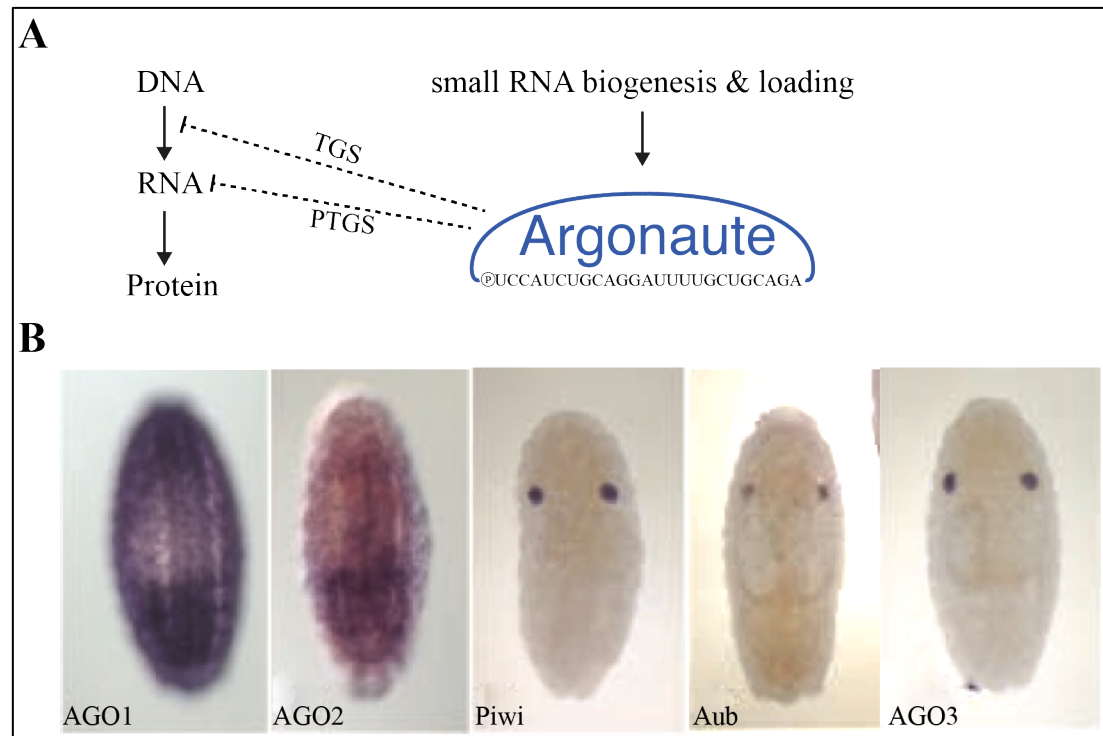 A
DNA
small RNA biogenesis & loading
TGS
RNA
PTGS
Argonaute
Protein
PUCCAUCUGCAGGAUUUUGCUGCAGA
B
AGO1
AGO2
Piwi
Aub
AGO3